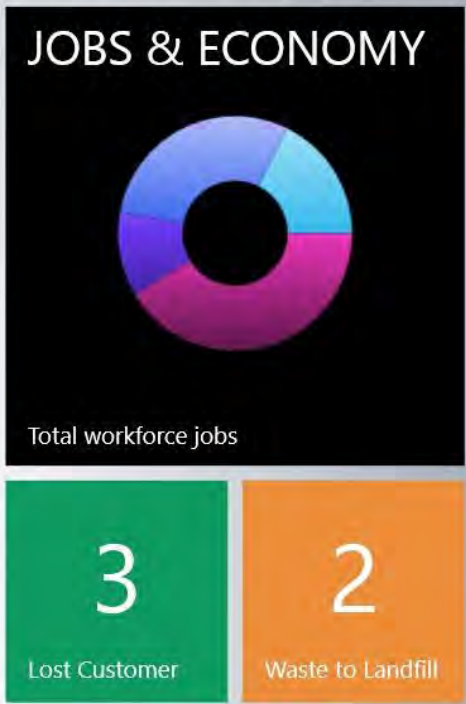 JOBS & ECONOMY
Total workforce jobs
3
Lost Customer
2
Waste to Landfill